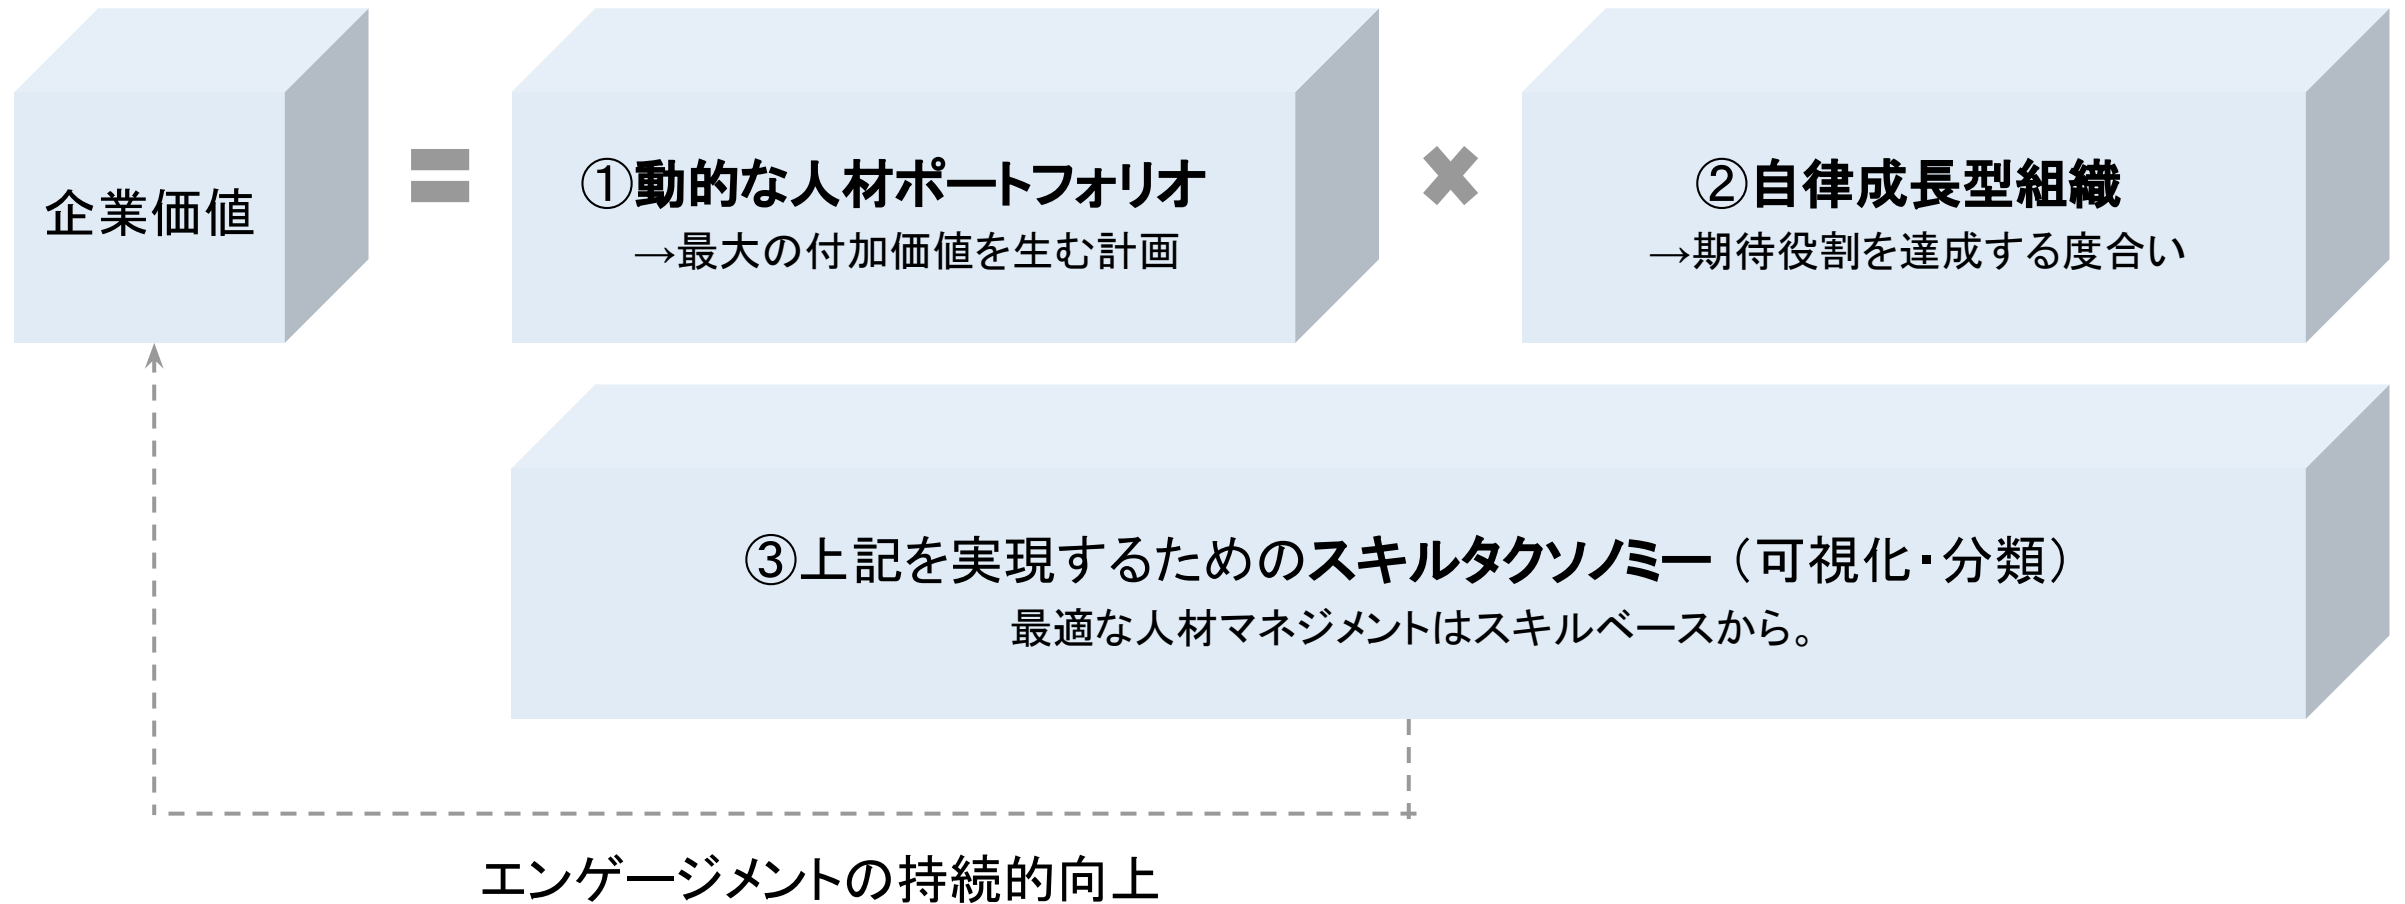 企業価値
=
①動的な人材ポートフォリオ
→最大の付加価値を生む計画
×
②自律成長型組織
→期待役割を達成する度合い
③上記を実現するためのスキルタクソノミー（可視化・分類）
最適な人材マネジメントはスキルベースから。
エンゲージメントの持続的向上